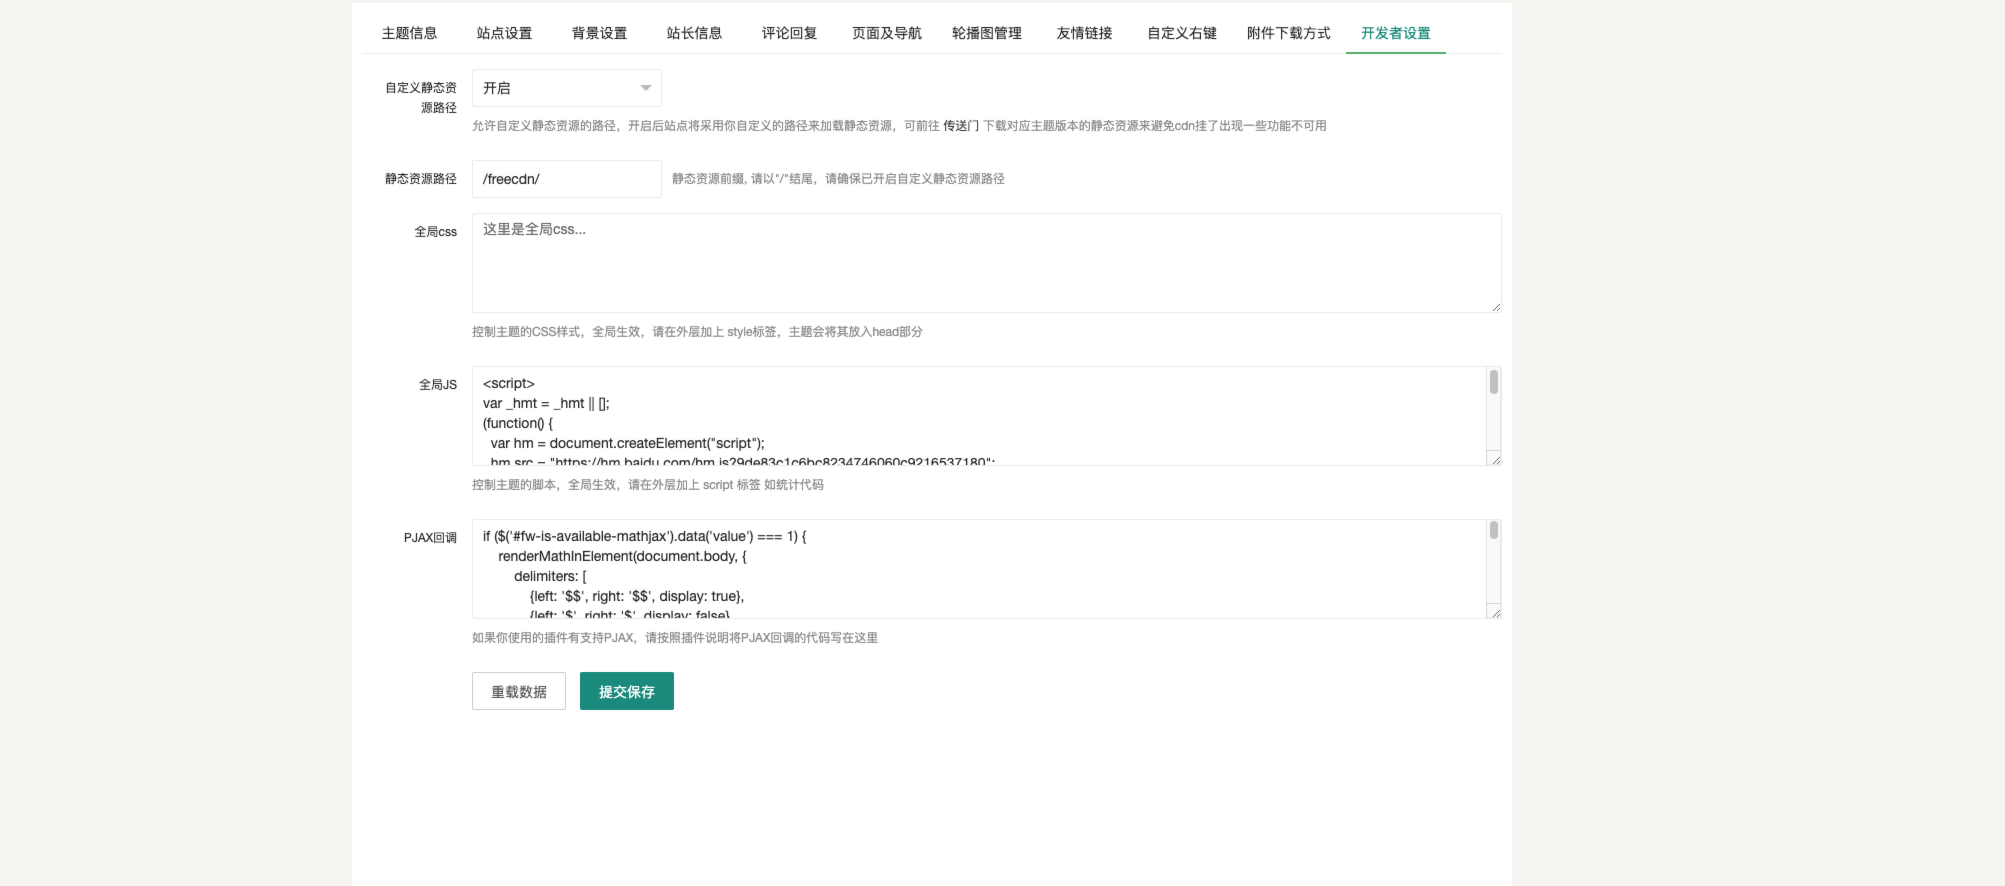 主题信息 站点设置 背景设置 站长信息 评论回复 页面及导航 轮播图管理 友情链接 自定义右键 附件下载方式 开发者设置
自定义静态资
源路径
开启
允许自定义静态资源的路径，开启后站点将采用你自定义的路径来加载静态资源，可前往 传送门 下载对应主题版本的静态资源来避免cdn挂了出现一些功能不可用
静态资源路径 /freecdn/ 静态资源前缀, 请以"/"结尾，请确保已开启自定义静态资源路径
全局css
这里是全局css...
控制主题的CSS样式，全局生效，请在外层加上 style标签，主题会将其放入head部分
全局JS
<script>
var _hmt = _hmt || [];
(function() {
  var hm = document.createElement("script");
  hm.src = "https://hm.baidu.com/hm.js?9de83c1c6bc8234746060c9216537180";
控制主题的脚本，全局生效，请在外层加上 script 标签 如统计代码
PJAX回调
if ($('#fw-is-available-mathjax').data('value') === 1) {
    renderMathInElement(document.body, {
        delimiters: [
            {left: '$$', right: '$$', display: true},
            {left: '$', right: '$', display: false}
如果你使用的插件有支持PJAX，请按照插件说明将PJAX回调的代码写在这里
重载数据 提交保存